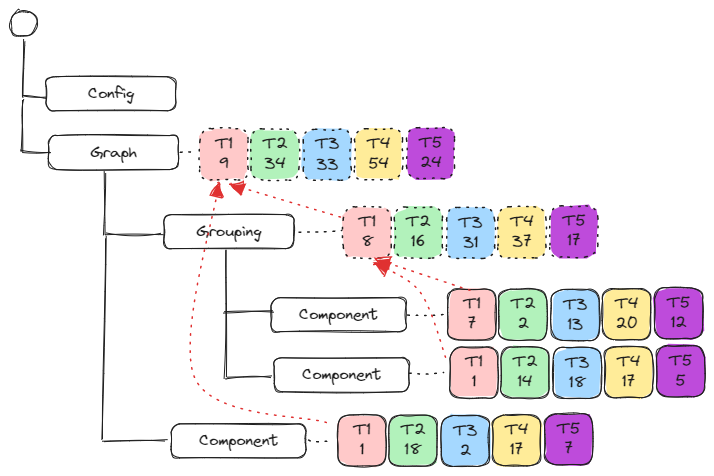 Config
Graph
T1 T2 T3 T4 T5
9 34 33 54 24
Grouping
T1 T2 T3 T4 T5
8 16 31 37 17
Component
T1 T2 T3 T4 T5
7 2 13 20 12
Component
T1 T2 T3 T4 T5
1 14 18 17 5
Component
T1 T2 T3 T4 T5
1 18 2 17 7